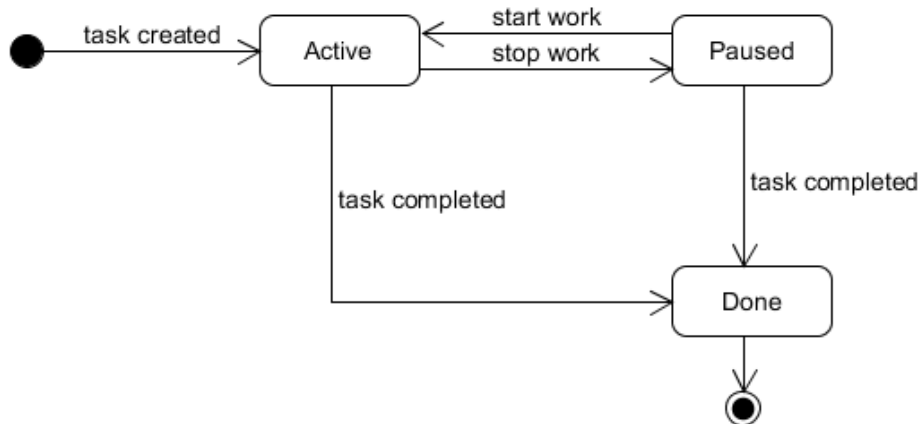 start work
task created
Active
Paused
stop work
task completed
task completed
Done